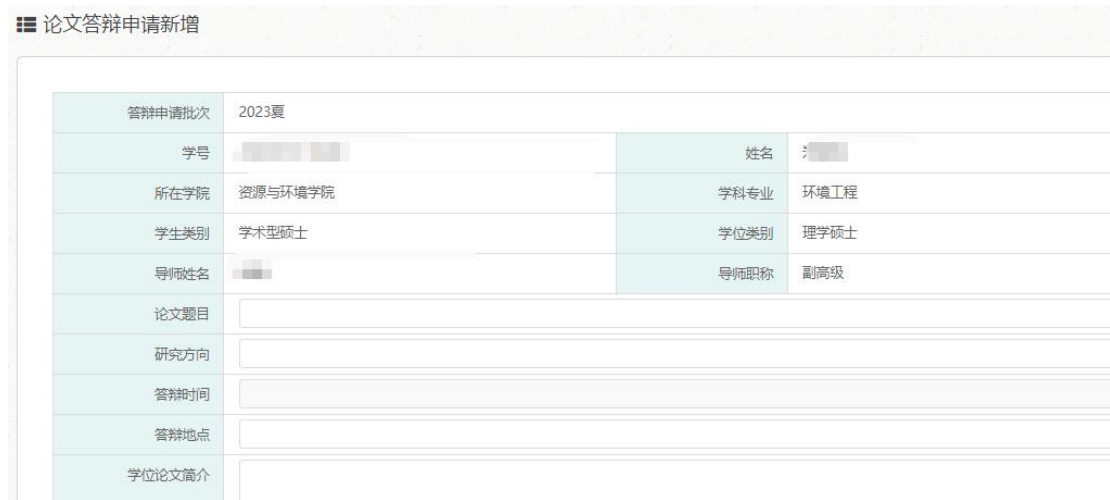 论文答辩申请新增
答辩申请批次 2023夏
学号 姓名
所在学院 资源与环境学院 学科专业 环境工程
学生类别 学术型硕士 学位类别 理学硕士
导师姓名 导师职称 副高级
论文题目
研究方向
答辩时间
答辩地点
学位论文简介